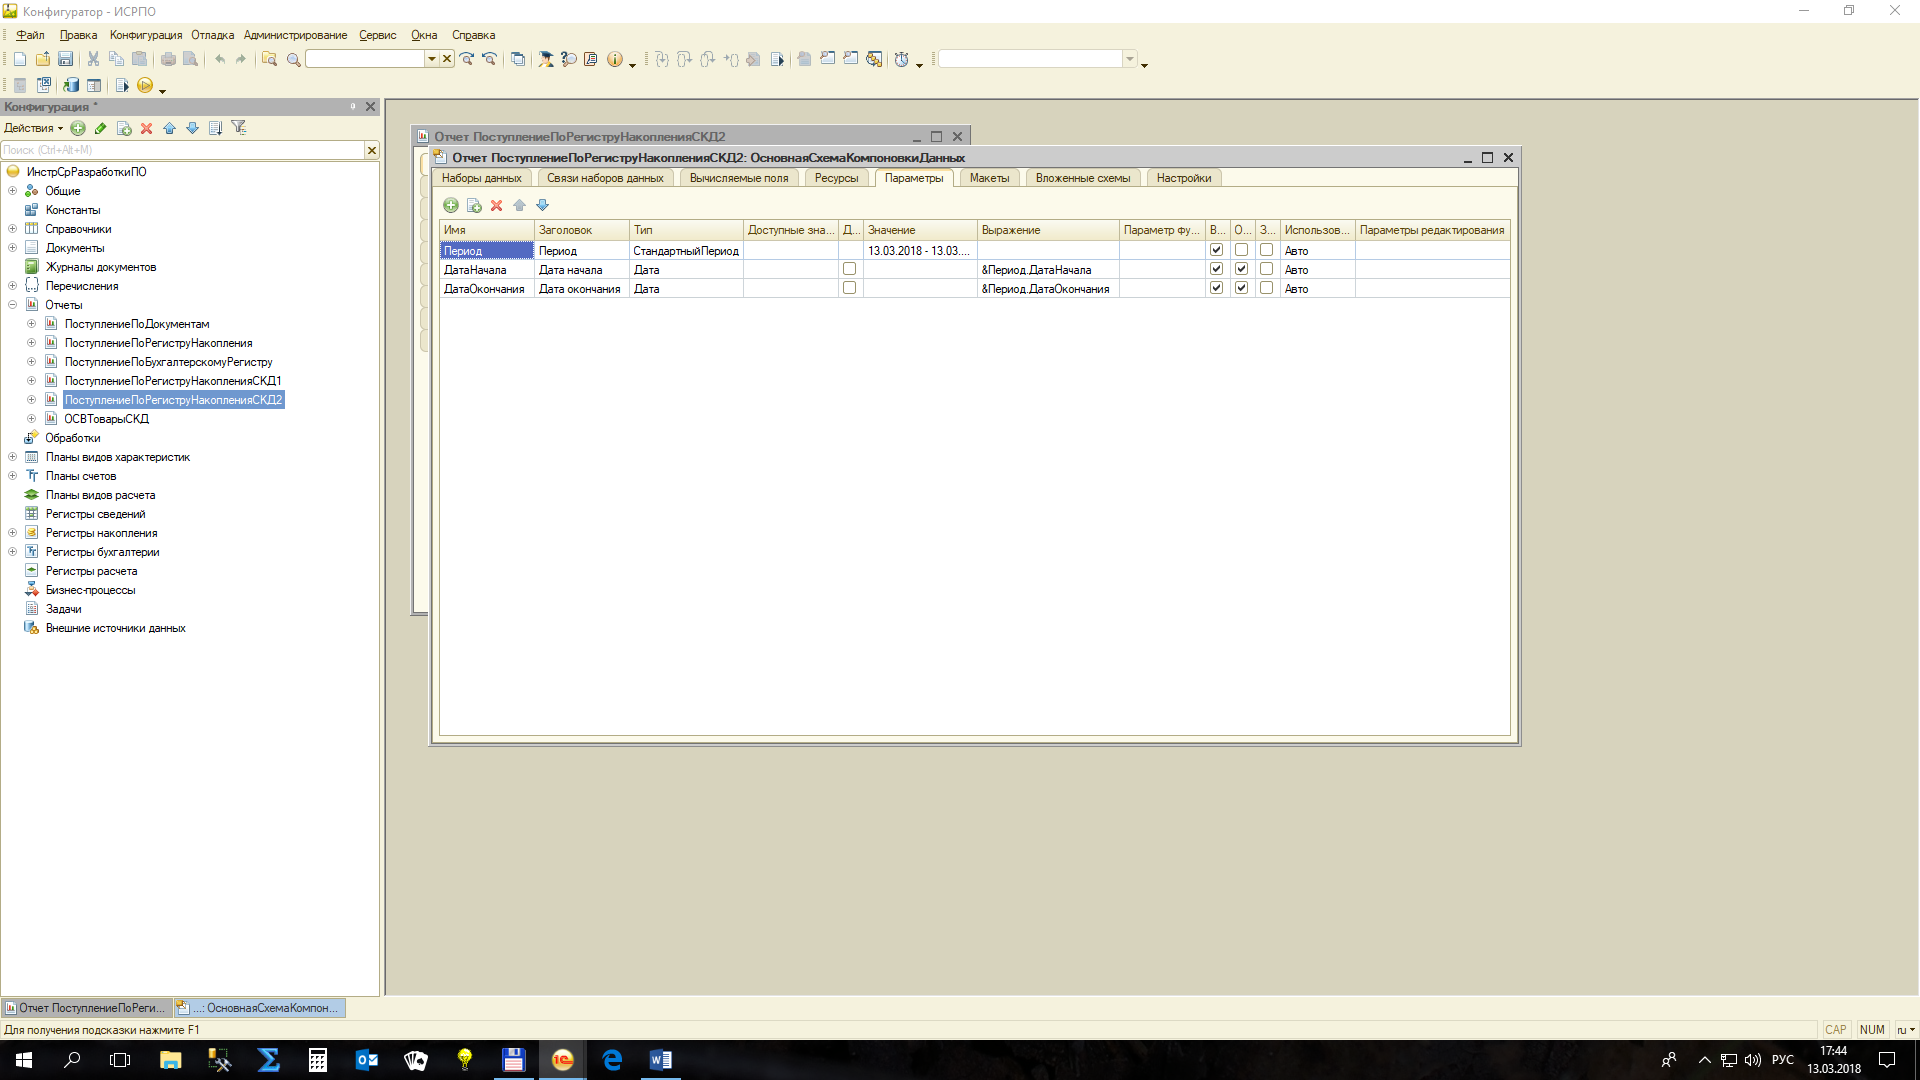 Конфигуратор - ИСРПО
Файл Правка Конфигурация Отладка Администрирование Сервис Окна Справка
Конфигурация *
Действия
Поиск (Ctrl+Alt+M)
ИнстрСрРазработкиПО
Общие
Константы
Справочники
Документы
Журналы документов
Перечисления
Отчеты
ПоступлениеПоДокументам
ПоступлениеПоРегиструНакопления
ПоступлениеПоБухгалтерскомуРегистру
ПоступлениеПоРегиструНакопленияСКД1
ПоступлениеПоРегиструНакопленияСКД2
ОСВТоварыСКД
Обработки
Планы видов характеристик
Планы счетов
Планы видов расчета
Регистры сведений
Регистры накопления
Регистры бухгалтерии
Регистры расчета
Бизнес-процессы
Задачи
Внешние источники данных
Отчет ПоступлениеПоРегиструНакопленияСКД2
Отчет ПоступлениеПоРегиструНакопленияСКД2: ОсновнаяСхемаКомпоновкиДанных
Наборы данных Связи наборов данных Вычисляемые поля Ресурсы Параметры Макеты Вложенные схемы Настройки
Имя Заголовок Тип Доступные зна... Д... Значение Выражение Параметр фу... В... О... З... Использов... Параметры редактирования
Период Период СтандартныйПериод 13.03.2018 - 13.03.... Авто
ДатаНачала Дата начала Дата &Период.ДатаНачала Авто
ДатаОкончания Дата окончания Дата &Период.ДатаОкончания Авто
Отчет ПоступлениеПоРеги... ...: ОсновнаяСхемаКомпон...
Для получения подсказки нажмите F1
CAP NUM ru
РУС
17:44
13.03.2018